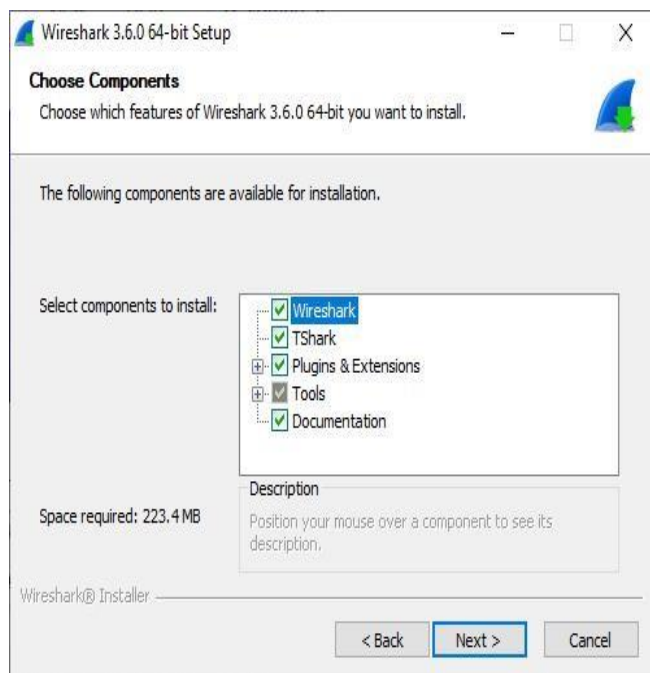 Wireshark 3.6.0 64-bit Setup
Choose Components
Choose which features of Wireshark 3.6.0 64-bit you want to install.
The following components are available for installation.
Select components to install:
Wireshark
TShark
Plugins & Extensions
Tools
Documentation
Space required: 223.4 MB
Description
Position your mouse over a component to see its
description.
Wireshark® Installer
< Back
Next >
Cancel